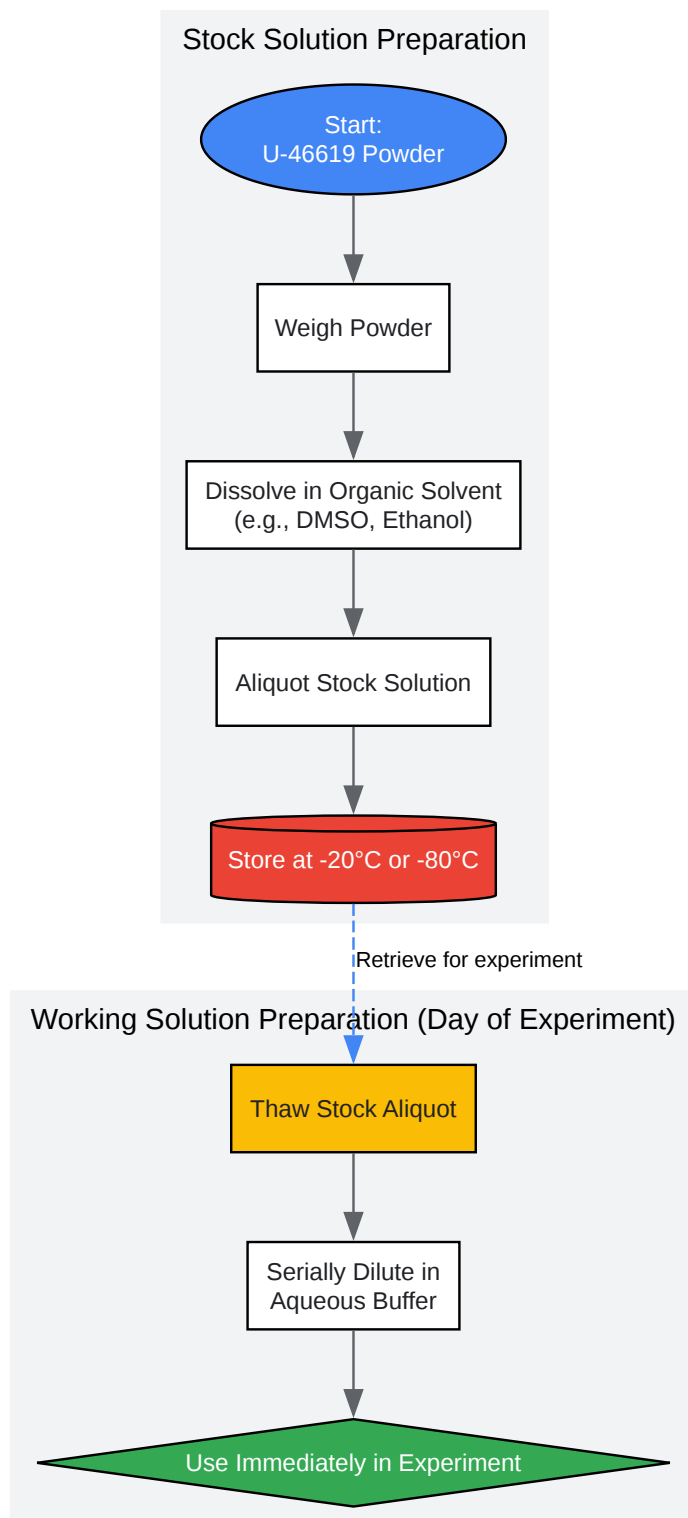 Stock Solution Preparation
Start:
U-46619 Powder
Weigh Powder
Dissolve in Organic Solvent
(e.g., DMSO, Ethanol)
Aliquot Stock Solution
Store at -20°C or -80°C
Retrieve for experiment
Working Solution Preparation (Day of Experiment)
Thaw Stock Aliquot
Serially Dilute in
Aqueous Buffer
Use Immediately in Experiment